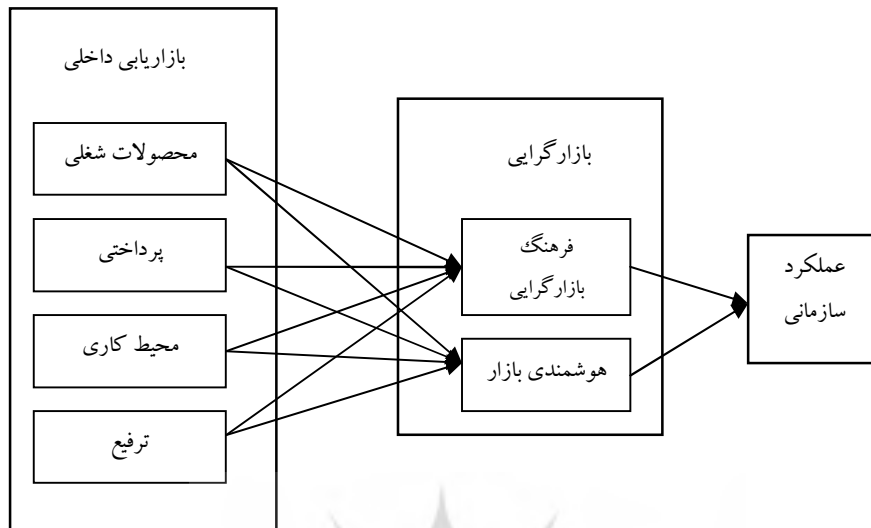 بازاریابی داخلی
محصولات شغلی
پرداختی
محیط کاری
ترفیع
بازارگرایی
فرهنگ
بازارگرایی
هوشمندی بازار
عملکرد
سازمانی